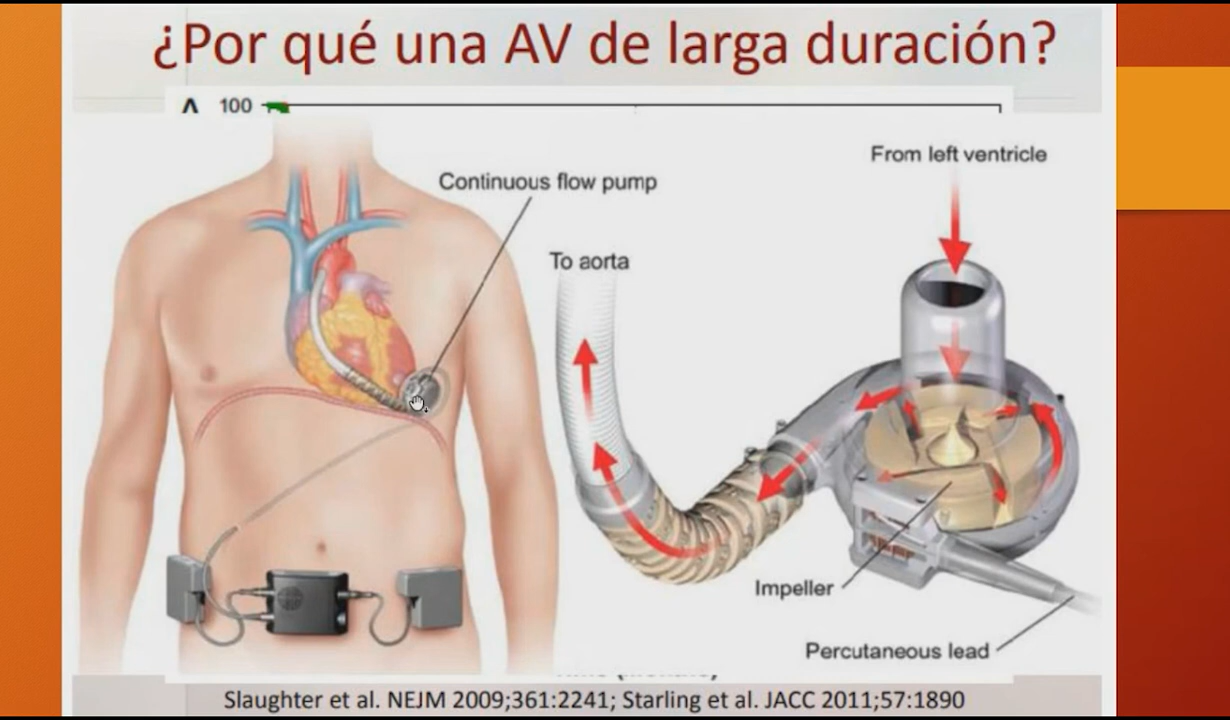 ¿Por qué una AV de larga duración?
A 100
From left ventricle
Continuous flow pump
To aorta
Impeller
Percutaneous lead
Slaughter et al. NEJM 2009;361:2241; Starling et al. JACC 2011;57:1890